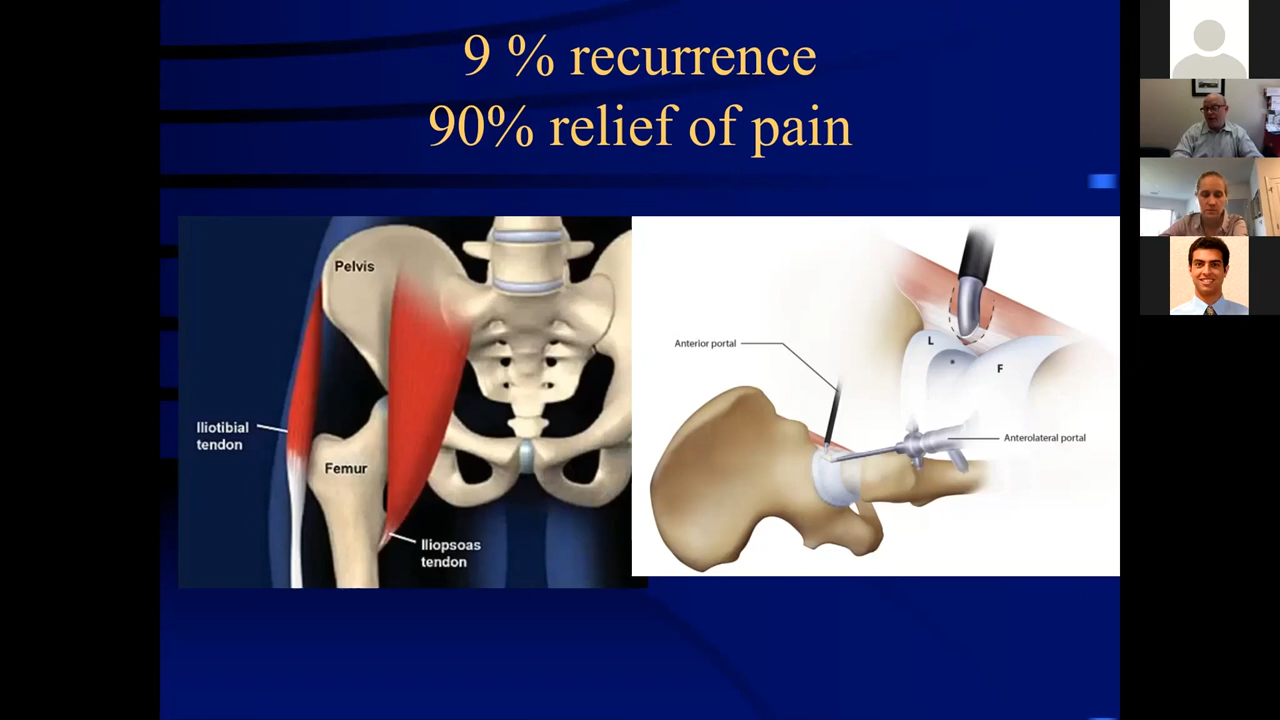 9 % recurrence
90% relief of pain
Pelvis
Iliotibial
tendon
Femur
Iliopsoas
tendon
Anterior portal
L
*
F
Anterolateral portal